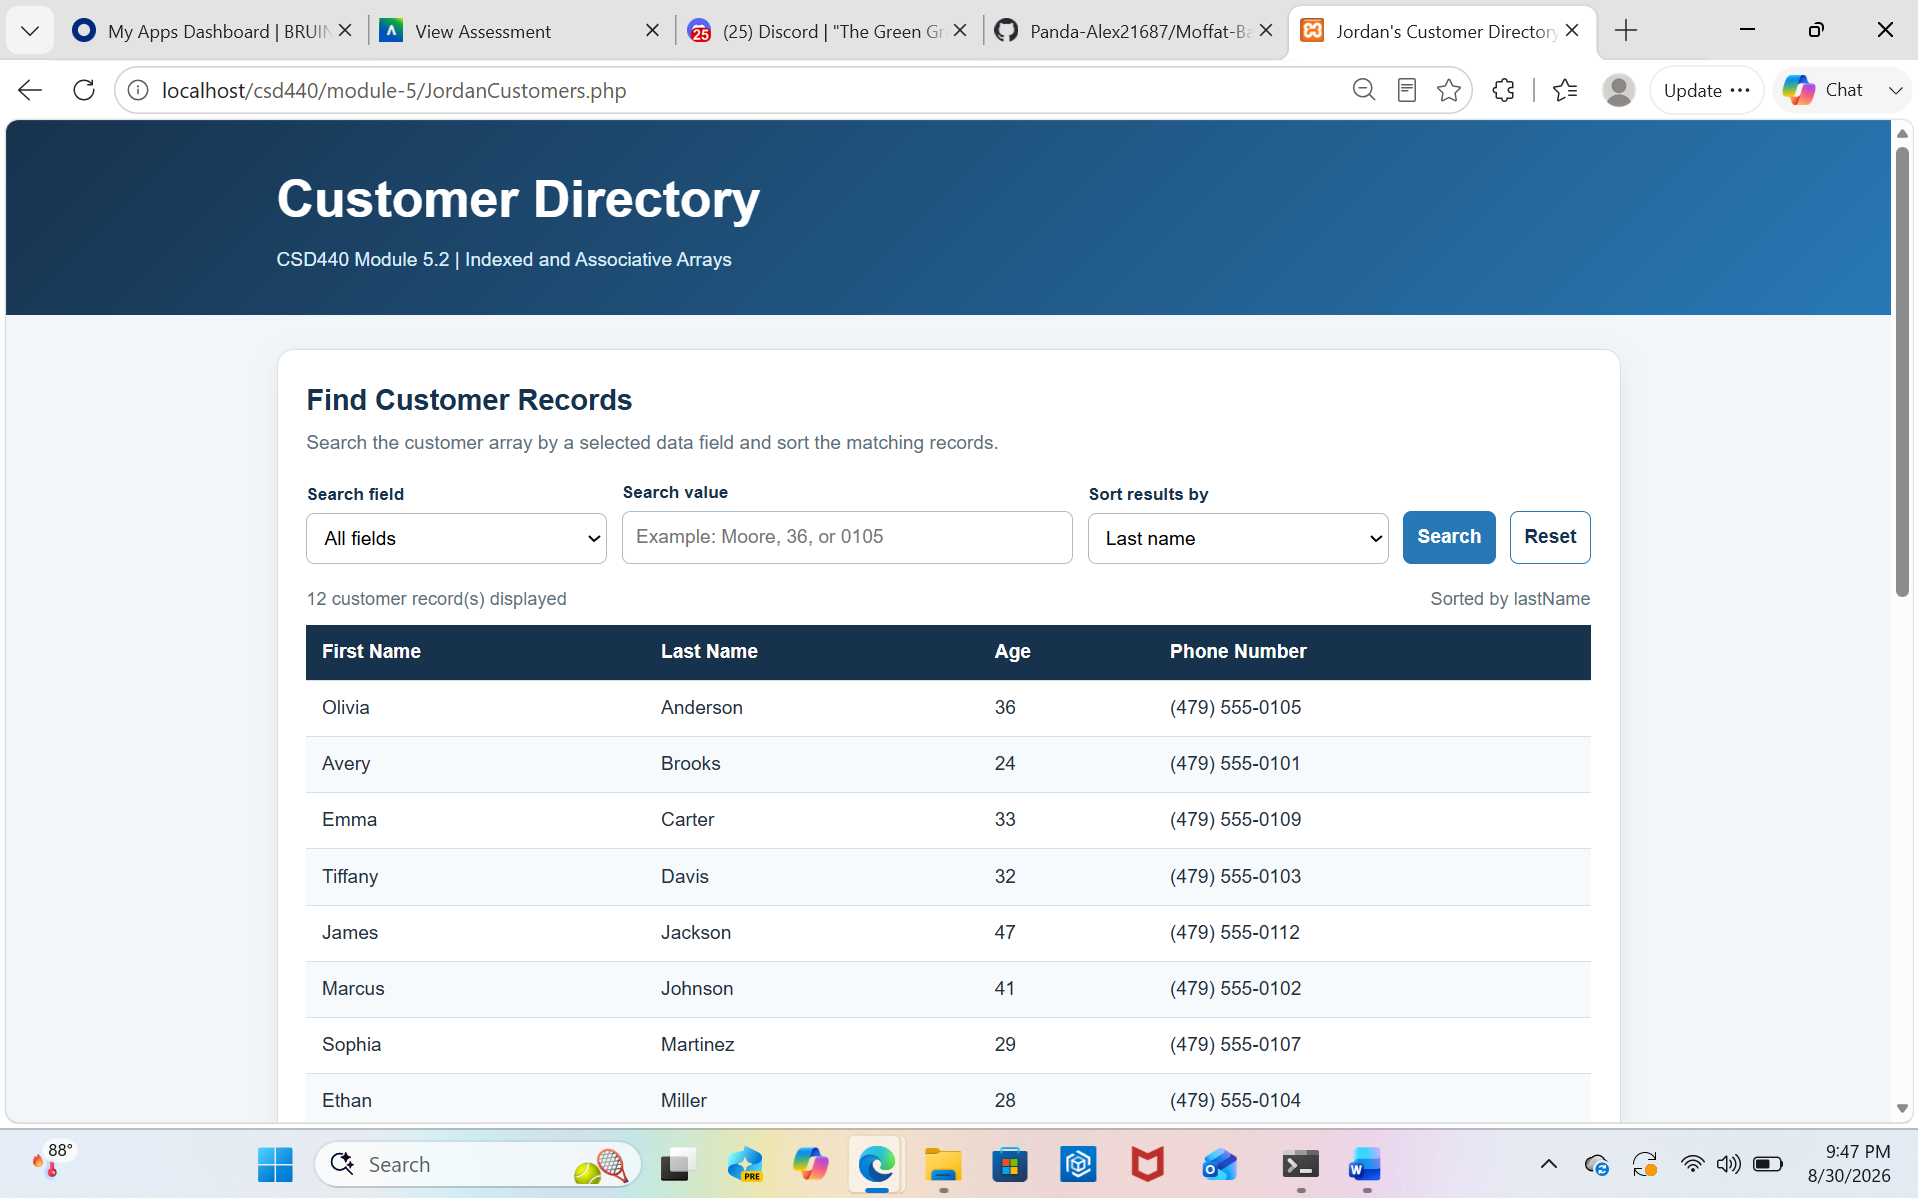 My Apps Dashboard | BRUIN
View Assessment
25
(25) Discord | "The Green Gr
Panda-Alex21687/Moffat-Ba
Jordan's Customer Directory
localhost/csd440/module-5/JordanCustomers.php
Update
Chat
Customer Directory
CSD440 Module 5.2 | Indexed and Associative Arrays
Find Customer Records
Search the customer array by a selected data field and sort the matching records.
Search field
Search value
Sort results by
All fields
Example: Moore, 36, or 0105
Last name
Search
Reset
12 customer record(s) displayed
Sorted by lastName
First Name Last Name Age Phone Number
Olivia Anderson 36 (479) 555-0105
Avery Brooks 24 (479) 555-0101
Emma Carter 33 (479) 555-0109
Tiffany Davis 32 (479) 555-0103
James Jackson 47 (479) 555-0112
Marcus Johnson 41 (479) 555-0102
Sophia Martinez 29 (479) 555-0107
Ethan Miller 28 (479) 555-0104
88°
Search
PRE
9:47 PM
8/30/2026